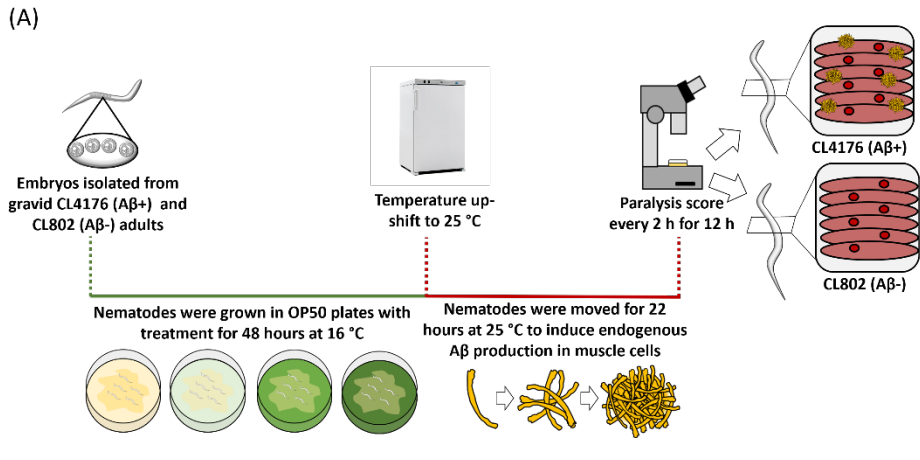 (A)
Embryos isolated from
gravid CL4176 (Aβ+) and
CL802 (Aβ-) adults
Temperature up-
shift to 25 °C
Paralysis score
every 2 h for 12 h
CL4176 (Aβ+)
CL802 (Aβ-)
Nematodes were grown in OP50 plates with
treatment for 48 hours at 16 °C
Nematodes were moved for 22
hours at 25 °C to induce endogenous
Aβ production in muscle cells